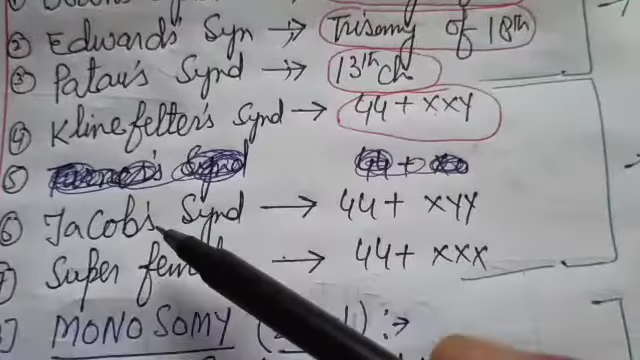 ② Edwards' Syn → Trisomy of 18th
③ Patau's Synd → 13th ch
④ Klinefelter's Synd → 44 + XXY
⑤
⑥ Jacob's Synd → 44 + XYY
⑦ Super fem → 44 + XXX
MONOSOMY